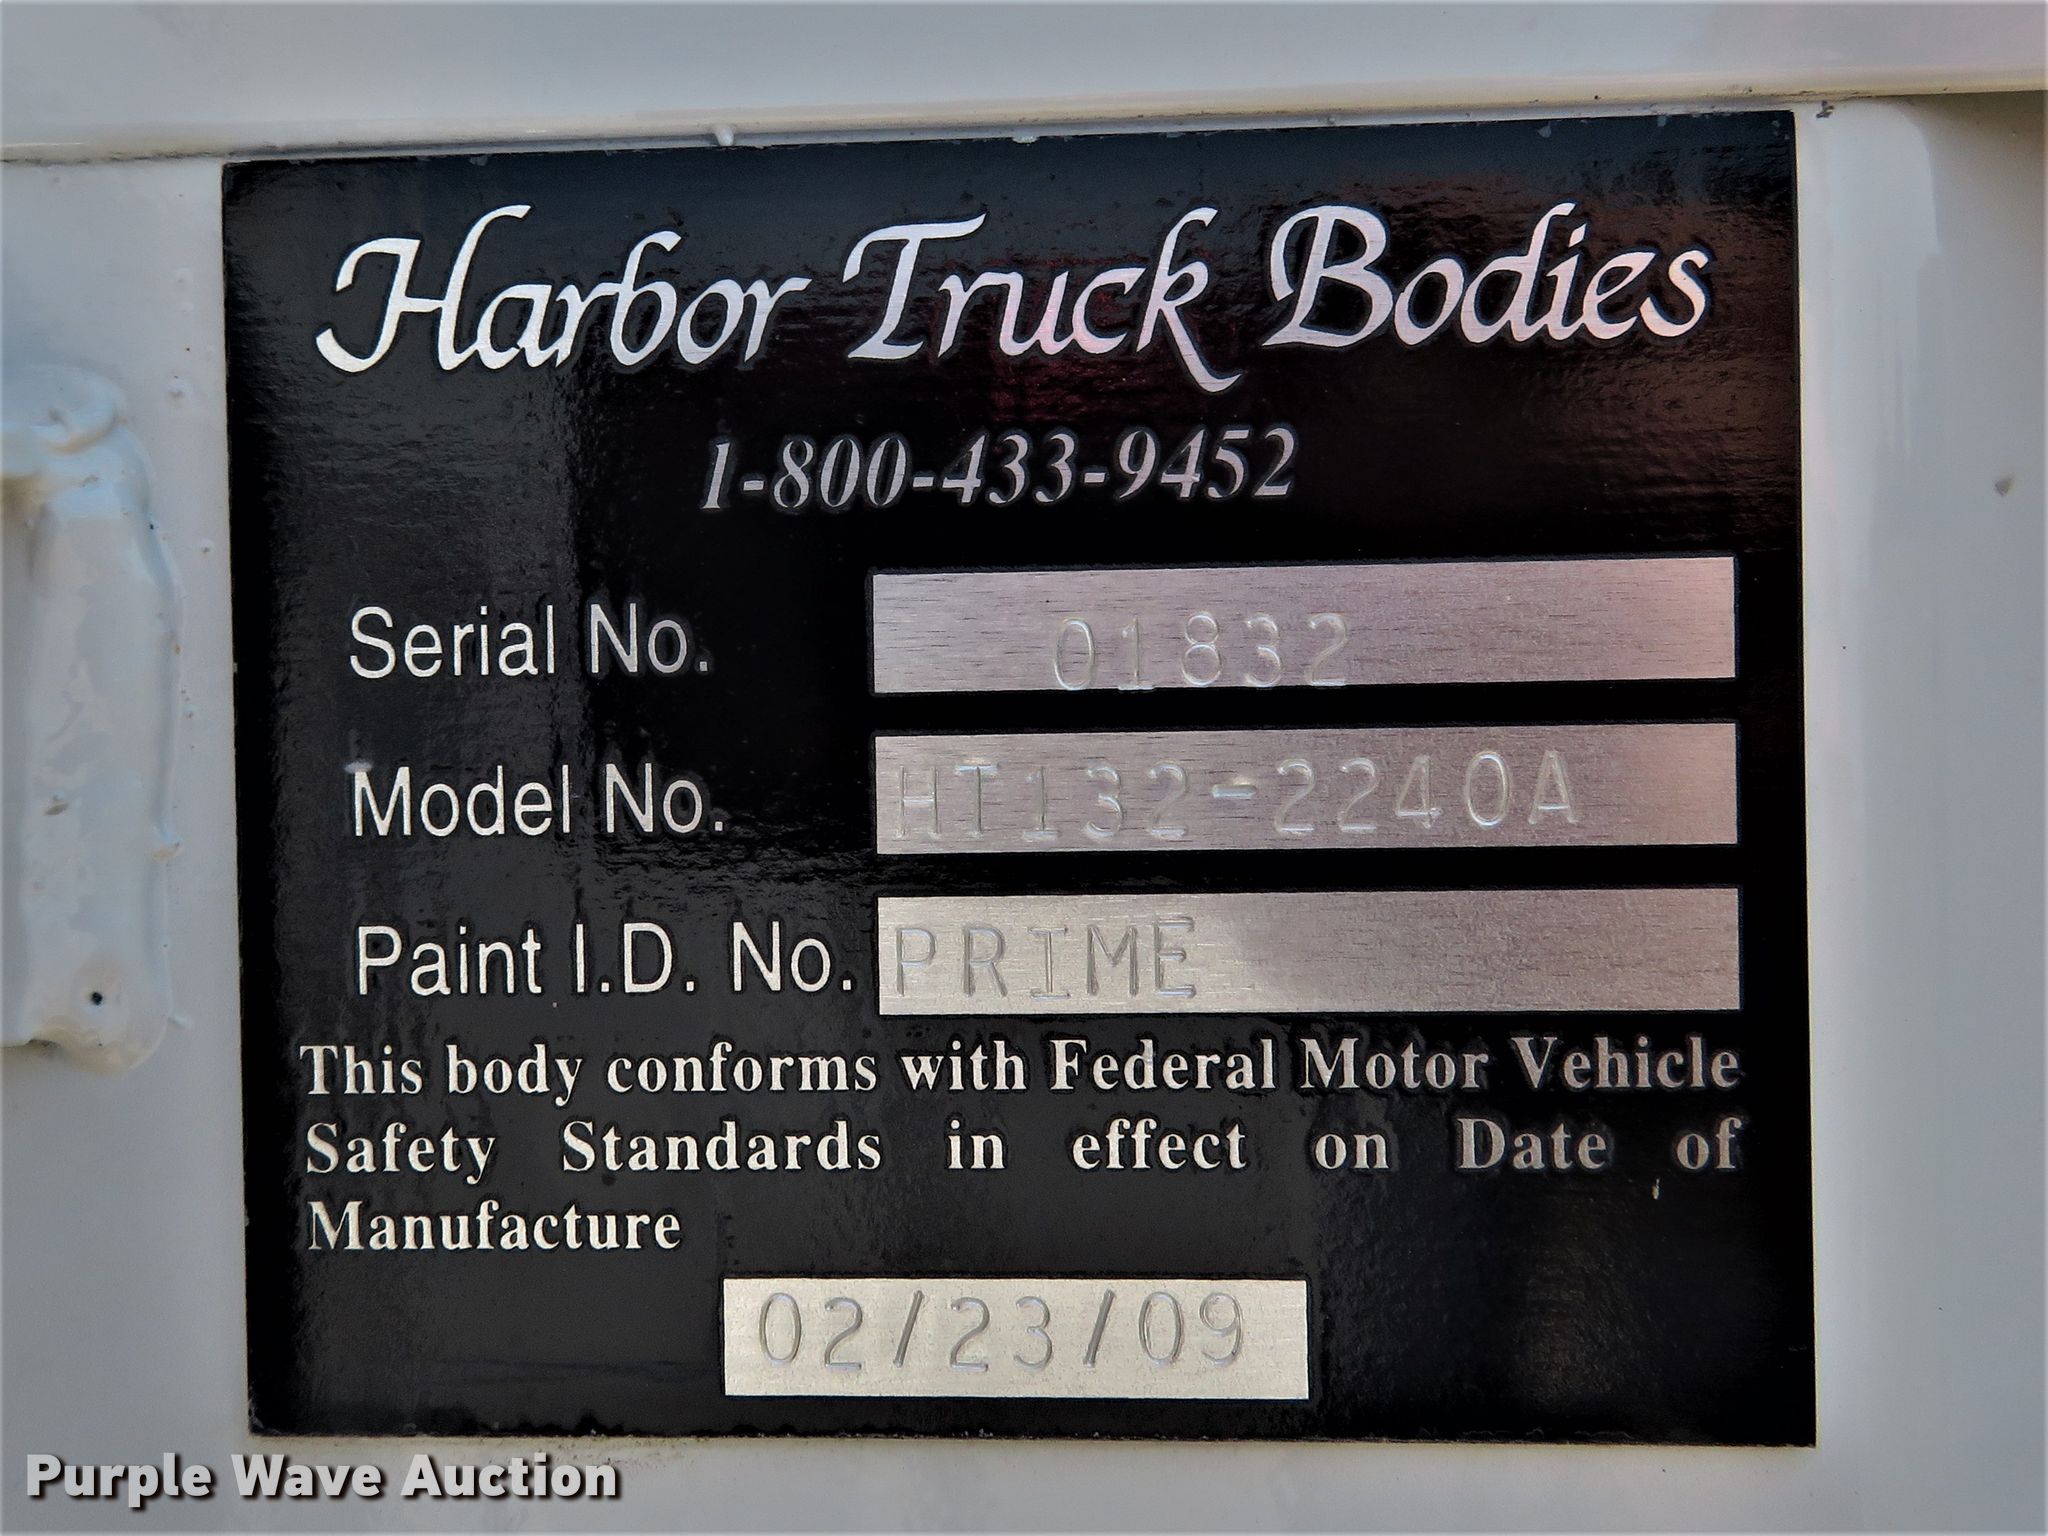 Harbor Truck Bodies
1-800-433-9452
Serial No. 01832
Model No. HT132-2240A
Paint I.D. No. PRIME
This body conforms with Federal Motor Vehicle
Safety Standards in effect on Date of
Manufacture
02/23/09
Purple Wave Auction